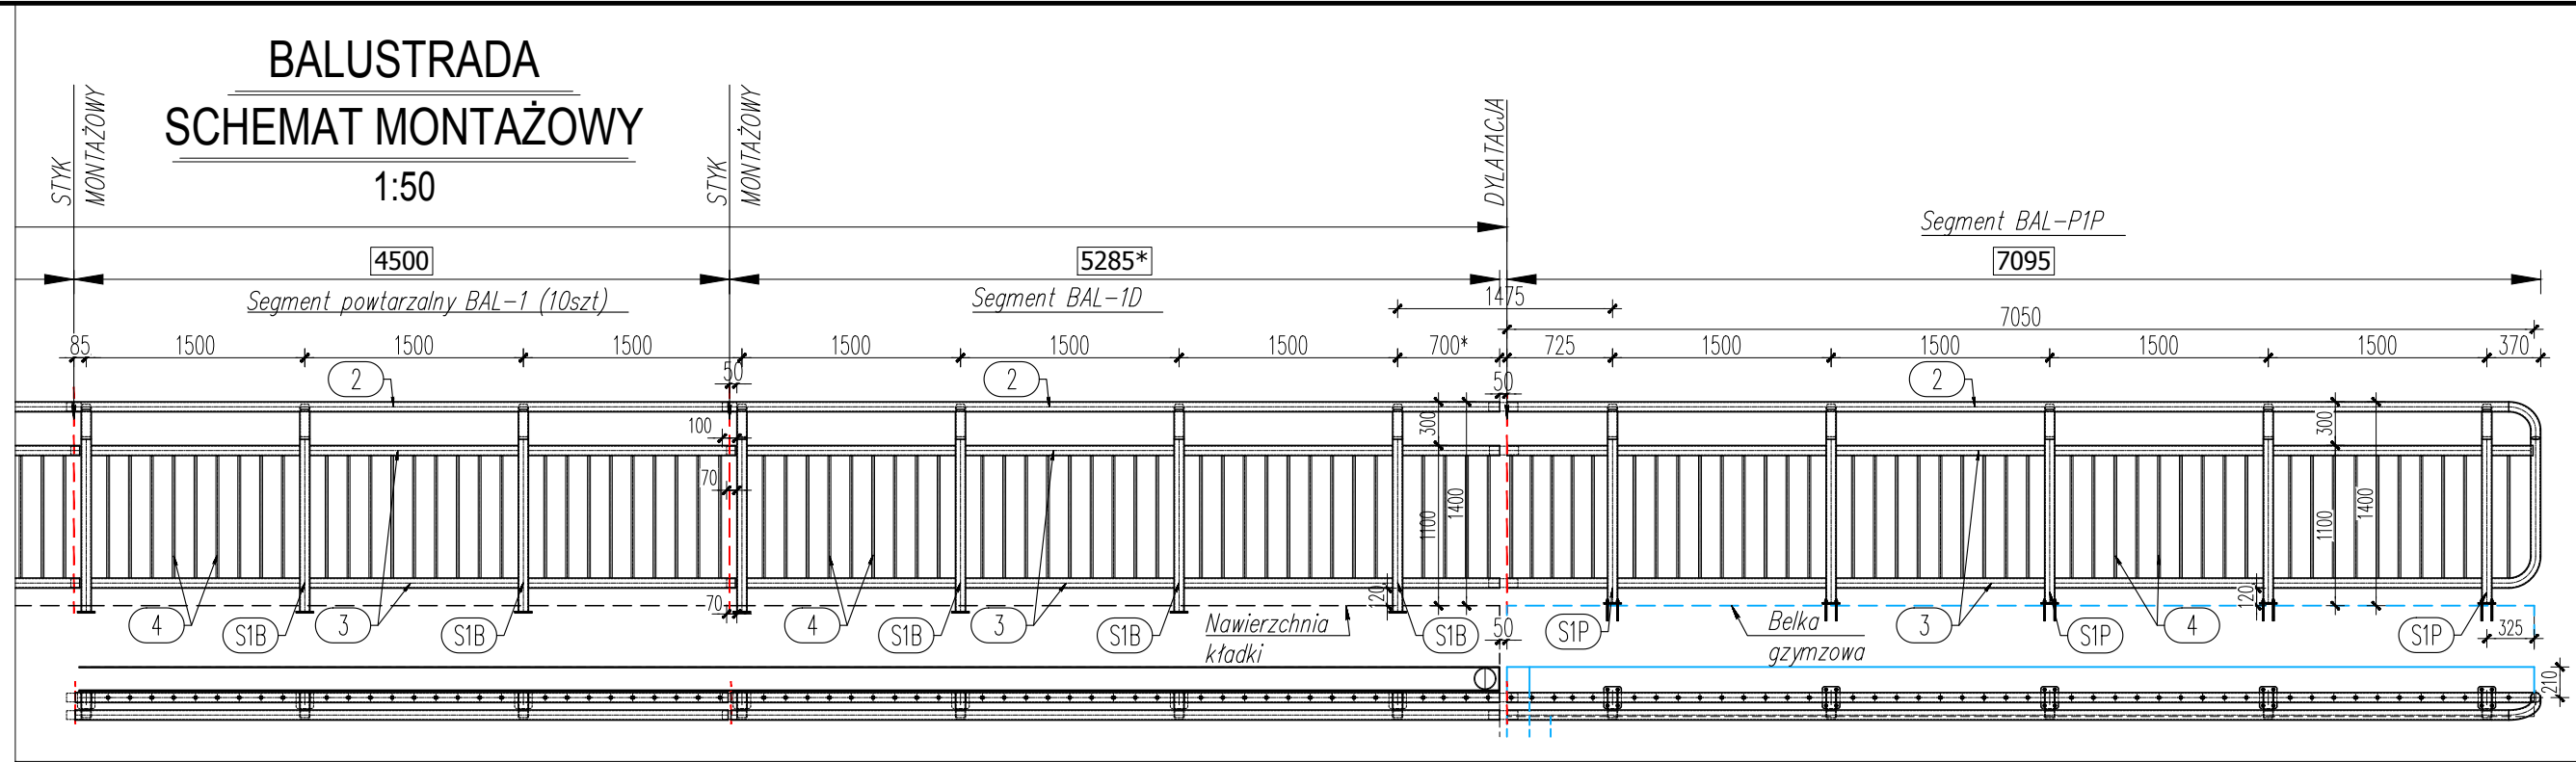 BALUSTRADA
SCHEMAT MONTAŻOWY
1:50
STYK
MONTAŻOWY
STYK
MONTAŻOWY
DYLATACJA
Segment BAL-P1P
4500
5285*
7095
Segment powtarzalny BAL-1 (10szt)
Segment BAL-1D
1475
7050
85 1500 1500 1500 1500 1500 1500 700* 725 1500 1500 1500 1500 370
50
50
2
2
2
100
300
300
70
1100
1400
1100
1400
120
120
70
4
S1B
3
S1B
4
S1B
3
S1B
Nawierzchnia
kładki
S1B
50
S1P
Belka
gzymzowa
3
S1P
4
S1P
325
210